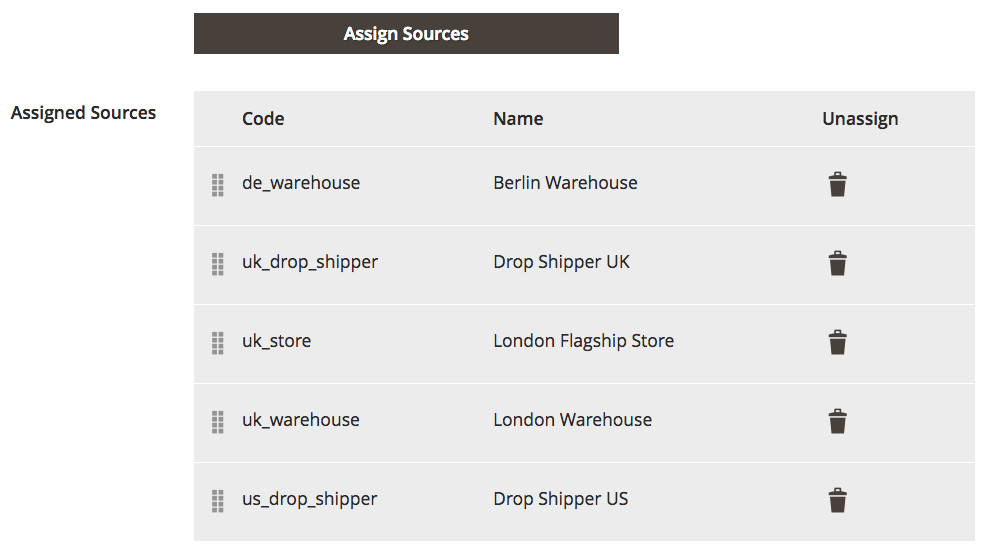 Assign Sources
Assigned Sources
Code Name Unassign
de_warehouse Berlin Warehouse
uk_drop_shipper Drop Shipper UK
uk_store London Flagship Store
uk_warehouse London Warehouse
us_drop_shipper Drop Shipper US